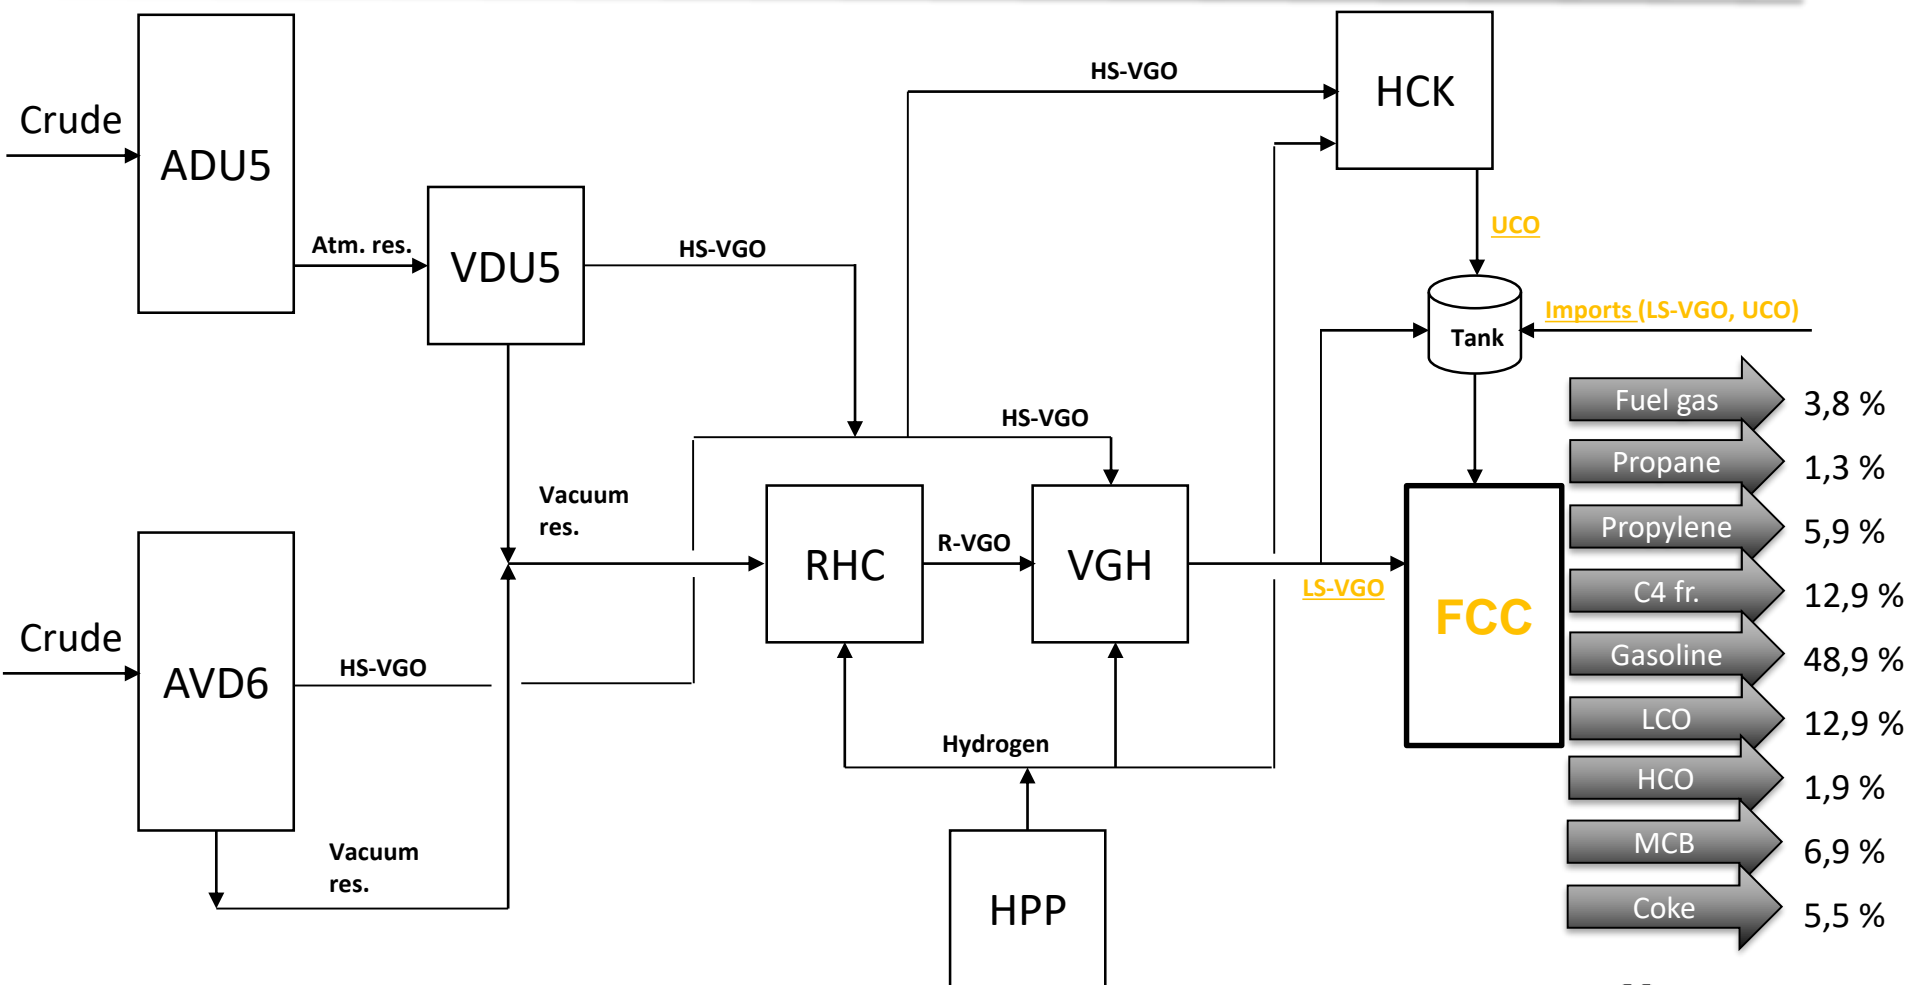 HS-VGO
HCK
Crude
ADU5
UCO
Atm. res.
VDU5
HS-VGO
Imports (LS-VGO, UCO)
Tank
Fuel gas
3,8 %
HS-VGO
Propane
1,3 %
Vacuum
res.
Propylene
5,9 %
R-VGO
RHC
VGH
LS-VGO
C4 fr.
12,9 %
FCC
Crude
Gasoline
48,9 %
HS-VGO
AVD6
LCO
12,9 %
Hydrogen
HCO
1,9 %
Vacuum
res.
MCB
6,9 %
HPP
Coke
5,5 %